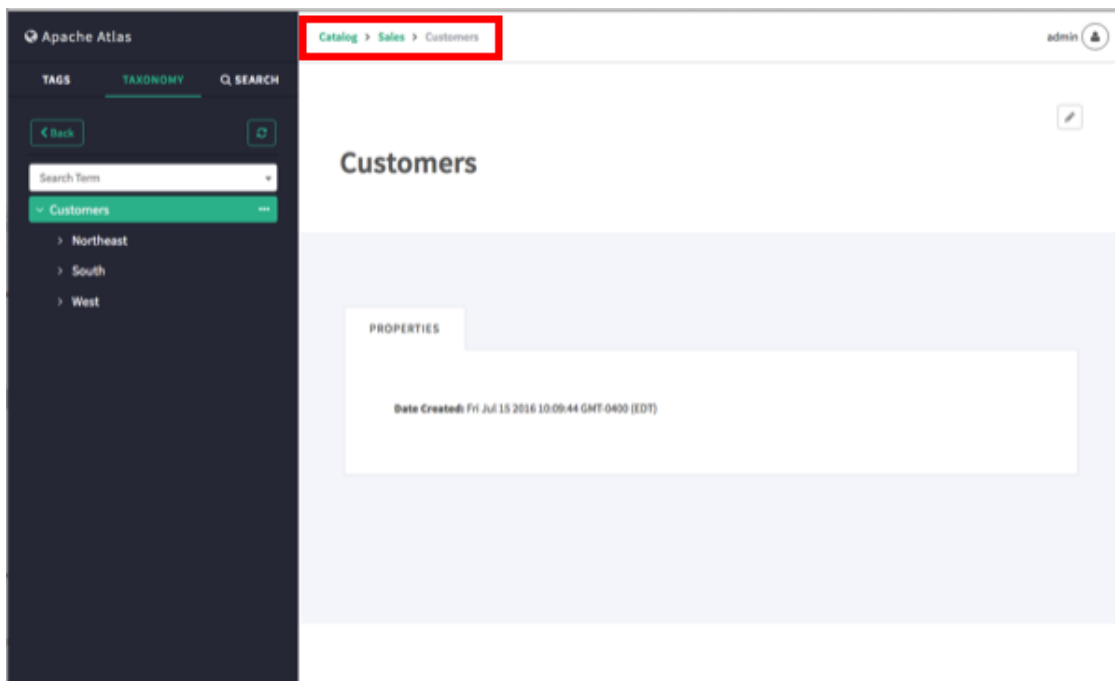 Apache Atlas
Catalog > Sales > Customers
admin
TAGS TAXONOMY SEARCH
Back
Customers
Search Term
Customers
Northeast
South
West
PROPERTIES
Date Created: Fri Jul 15 2016 10:09:44 GMT-0400 (EDT)